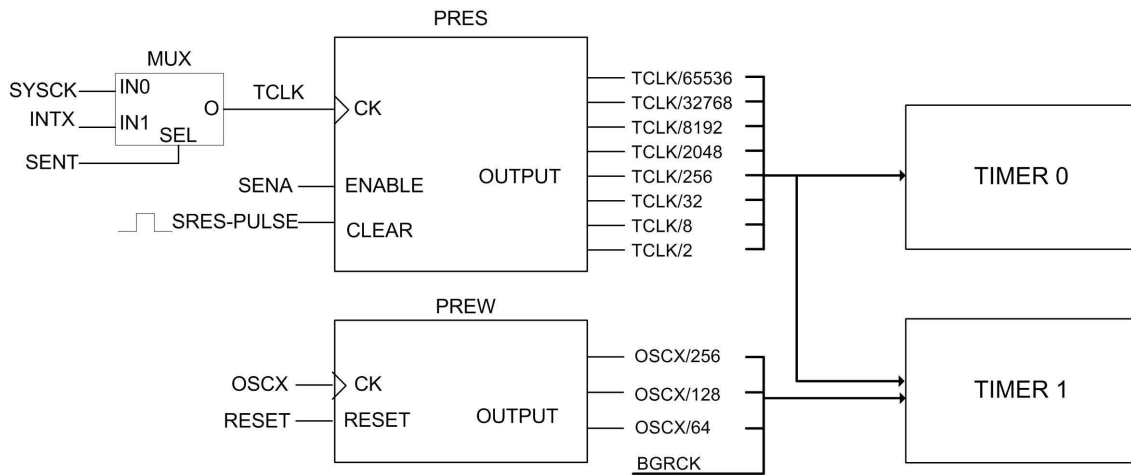 PRES
MUX
SYSCK
IN0
INTX
IN1
O
SEL
SENT
TCLK
CK
SENA
ENABLE
SRES-PULSE
CLEAR
OUTPUT
TCLK/65536
TCLK/32768
TCLK/8192
TCLK/2048
TCLK/256
TCLK/32
TCLK/8
TCLK/2
TIMER 0
PREW
OSCX
CK
RESET
RESET
OUTPUT
OSCX/256
OSCX/128
OSCX/64
BGRCK
TIMER 1